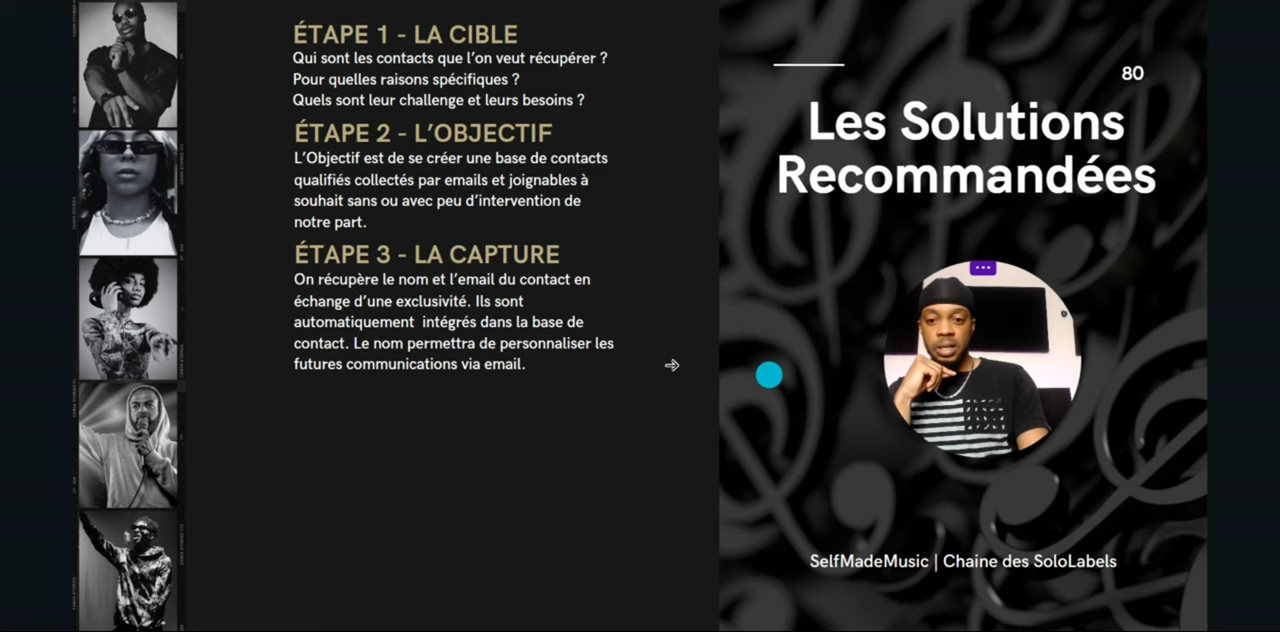 ÉTAPE 1 - LA CIBLE
Qui sont les contacts que l’on veut récupérer ?
Pour quelles raisons spécifiques ?
Quels sont leur challenge et leurs besoins ?
ÉTAPE 2 - L’OBJECTIF
L’Objectif est de se créer une base de contacts
qualifiés collectés par emails et joignables à
souhait sans ou avec peu d’intervention de
notre part.
ÉTAPE 3 - LA CAPTURE
On récupère le nom et l’email du contact en
échange d’une exclusivité. Ils sont
automatiquement intégrés dans la base de
contact. Le nom permettra de personnaliser les
futures communications via email.
80
Les Solutions
Recommandées
SelfMadeMusic | Chaine des SoloLabels